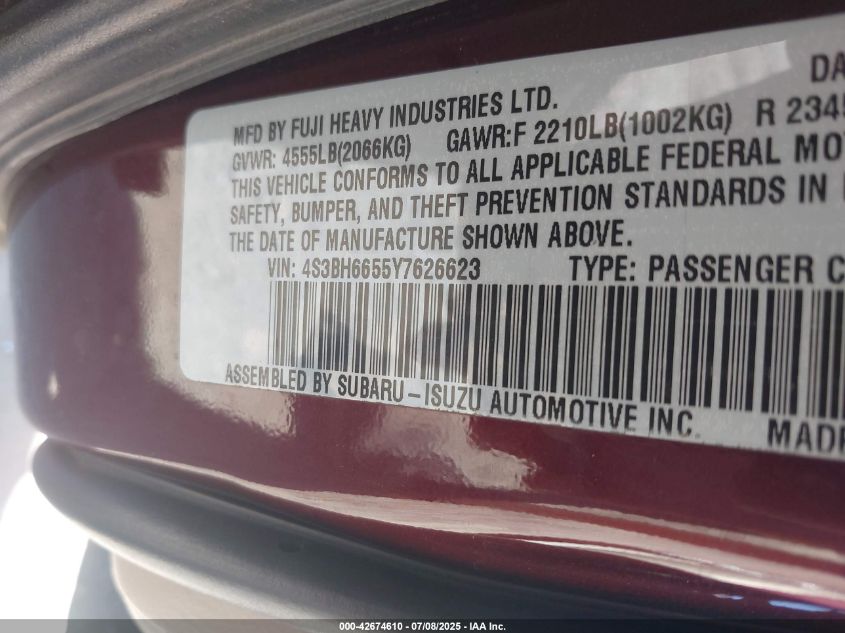 DA
MFD BY FUJI HEAVY INDUSTRIES LTD.
GVWR: 4555LB(2066KG) GAWR:F 2210LB(1002KG) R 2345
THIS VEHICLE CONFORMS TO ALL APPLICABLE FEDERAL MO
SAFETY, BUMPER, AND THEFT PREVENTION STANDARDS IN
THE DATE OF MANUFACTURE SHOWN ABOVE.
VIN: 4S3BH6655Y7626623 TYPE: PASSENGER C
ASSEMBLED BY SUBARU-ISUZU AUTOMOTIVE INC.
MADE
000-42674610 | 07/08/2025 - IAA Inc.